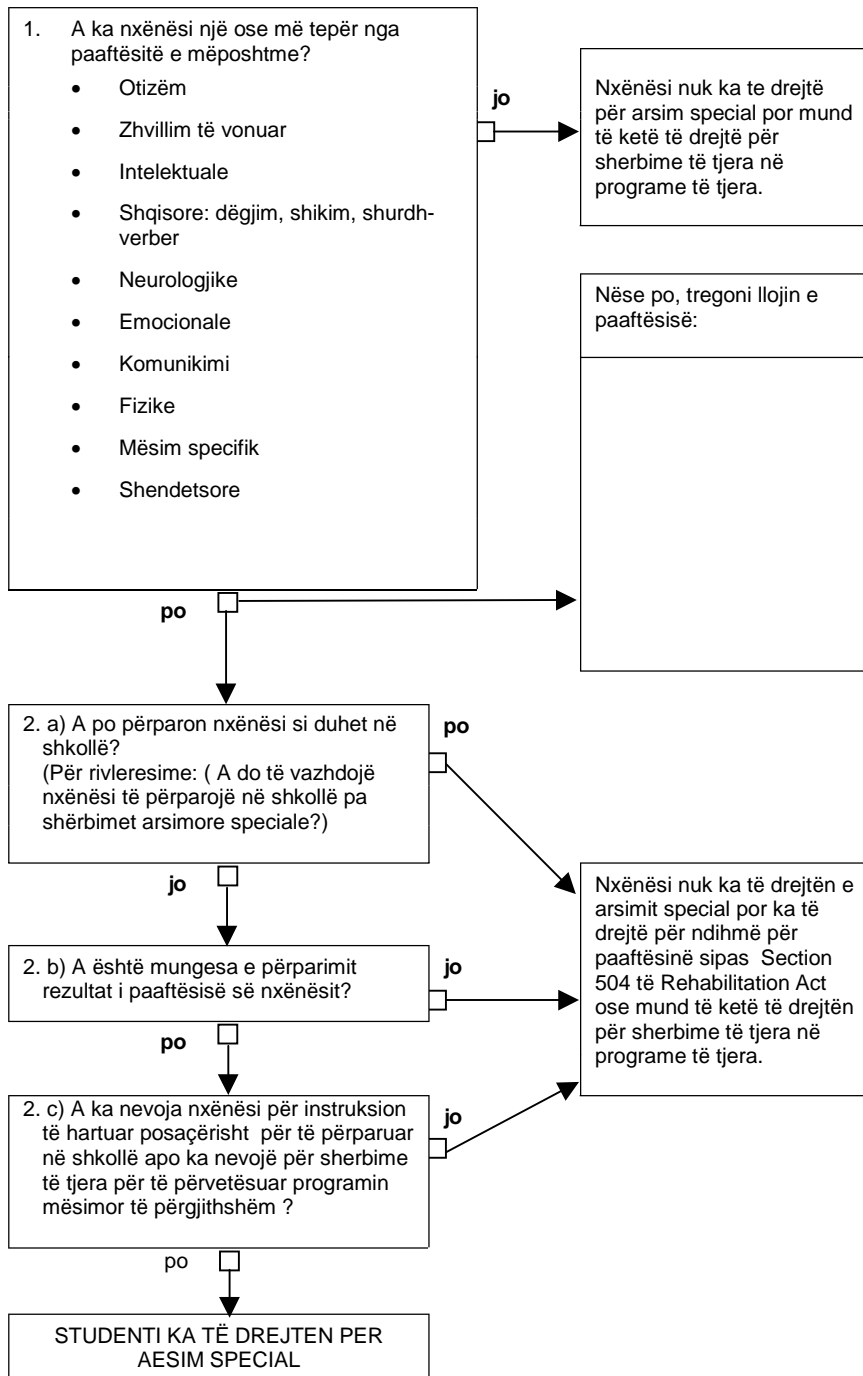 1. A ka nxënësi një ose më tepër nga
paaftësitë e mëposhtme?
• Otizëm
• Zhvillim të vonuar
• Intelektuale
• Shqisore: dëgjim, shikim, shurdh-
verber
• Neurologjike
• Emocionale
• Komunikimi
• Fizike
• Mësim specifik
• Shendetsore
jo
Nxënësi nuk ka te drejtë
për arsim special por mund
të ketë të drejtë për
sherbime të tjera në
programe të tjera.
Nëse po, tregoni llojin e
paaftësisë:
po
2. a) A po përparon nxënësi si duhet në
shkollë?
(Për rivleresime: ( A do të vazhdojë
nxënësi të përparojë në shkollë pa
shërbimet arsimore speciale?)
po
jo
Nxënësi nuk ka të drejtën e
arsimit special por ka të
drejtë për ndihmë për
paaftësinë sipas Section
504 të Rehabilitation Act
ose mund të ketë të drejtën
për sherbime të tjera në
programe të tjera.
2. b) A është mungesa e përparimit
rezultat i paaftësisë së nxënësit?
jo
po
2. c) A ka nevoja nxënësi për instruksion
të hartuar posaçërisht për të përparuar
në shkollë apo ka nevojë për sherbime
të tjera për të përvetësuar programin
mësimor të përgjithshëm ?
jo
po
STUDENTI KA TË DREJTEN PER
AESIM SPECIAL